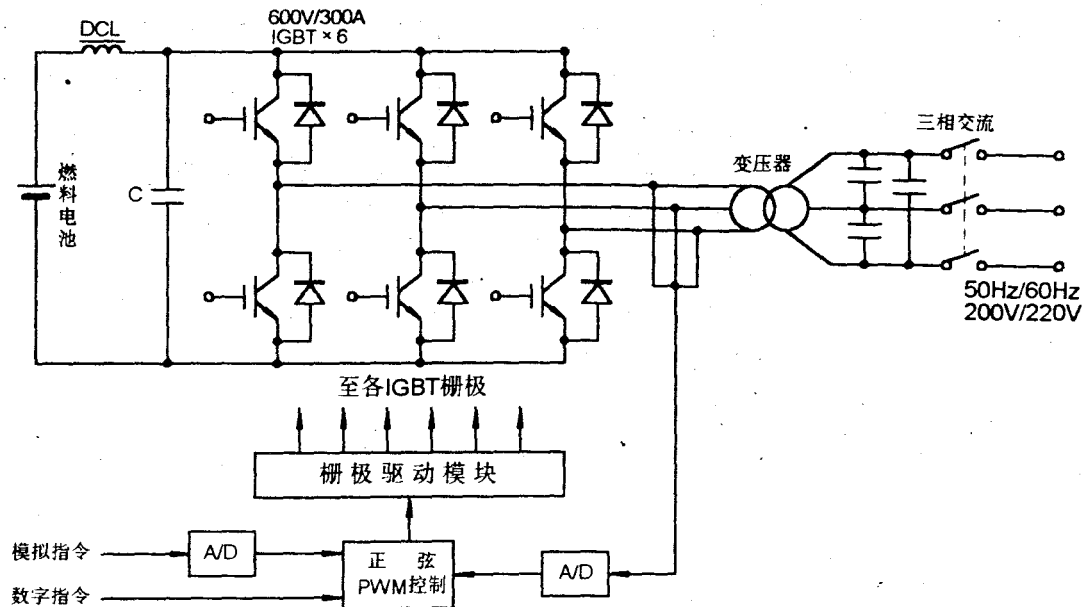 DCL
600V/300A
IGBT × 6
燃料电池
C
变压器
三相交流
50Hz/60Hz
200V/220V
至各IGBT栅极
栅极驱动模块
模拟指令
A/D
正弦
PWM控制
A/D
数字指令